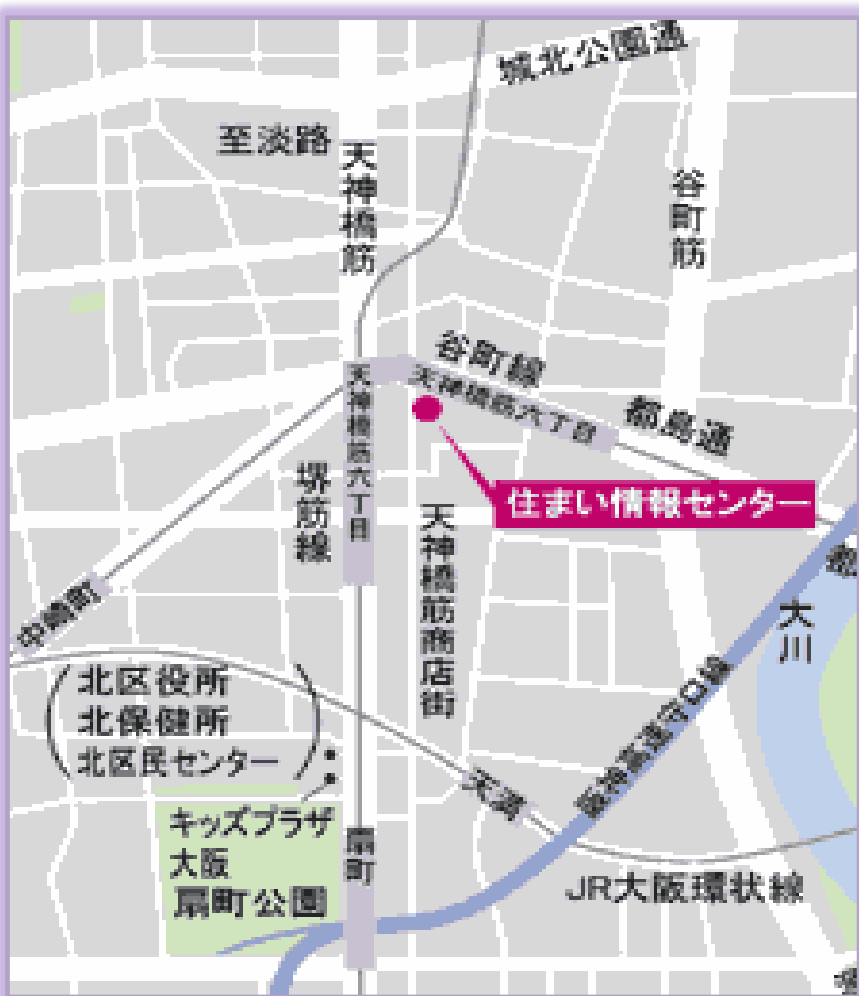 城北公園通
至淡路
天神橋筋
谷町筋
谷町線
天神橋筋六丁目
都島通
天神橋筋六丁目
堺筋線
住まい情報センター
天神橋筋商店街
中崎町
大川
北区役所
北保健所
北区民センター
阪神高速守口線
天満
キッズプラザ
大阪
扇町公園
扇町
JR大阪環状線